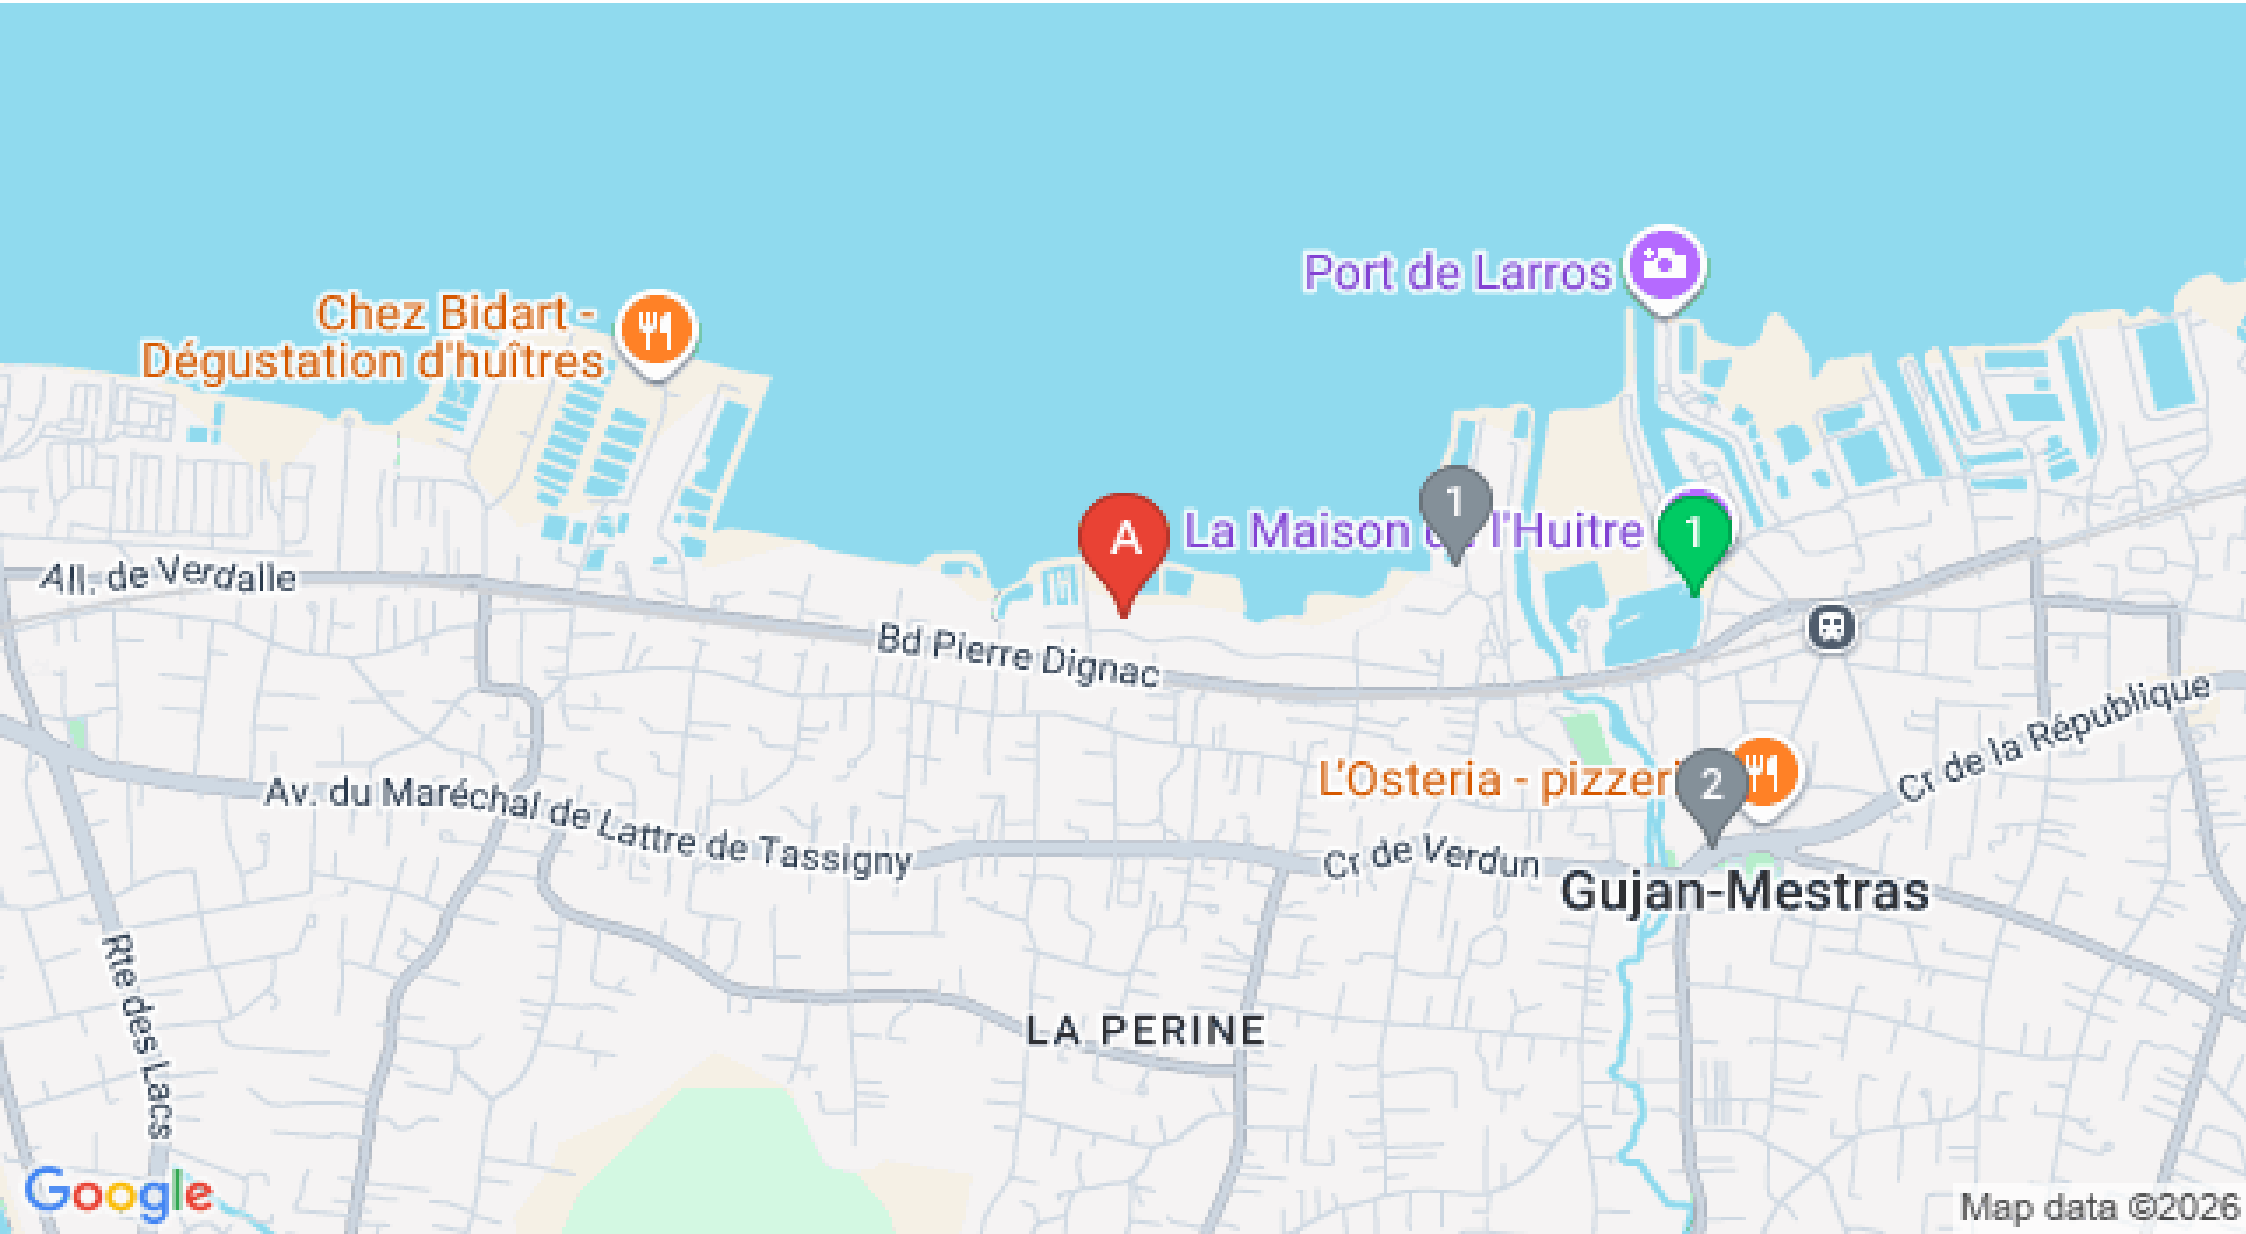 Port de Larros
Chez Bidart -
Dégustation d'huîtres
A
1
La Maison de l'Huitre
1
All. de Verdalle
Bd Pierre Dignac
Cr de la République
L'Osteria - pizzeri
2
Av. du Maréchal de Lattre de Tassigny
Cr de Verdun
Gujan-Mestras
Rte des Lacs
LA PERINE
Google
Map data ©2026